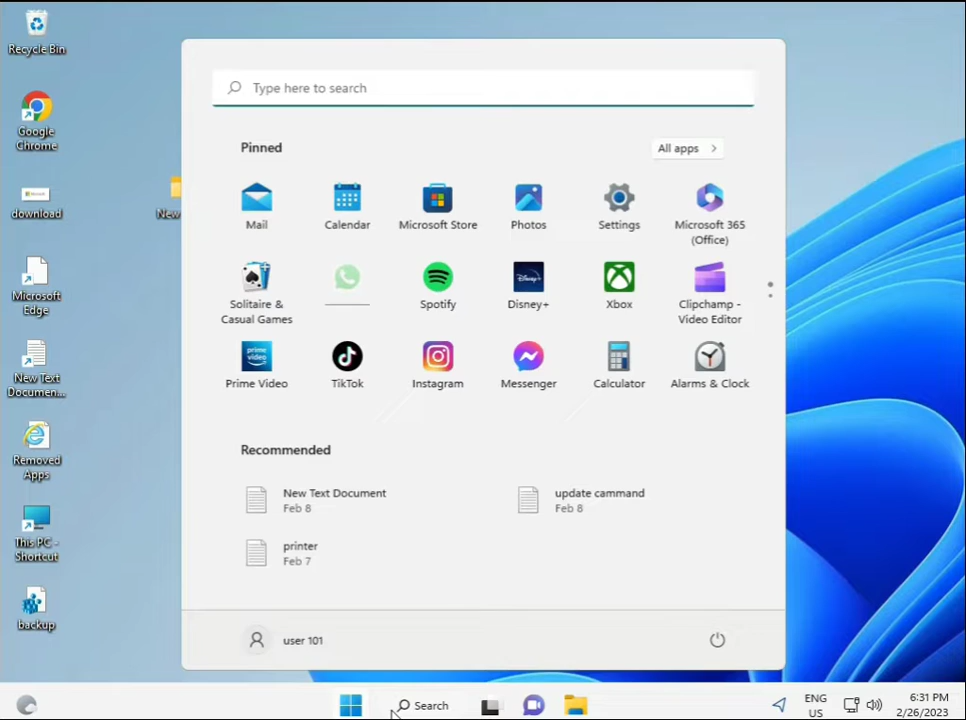 Recycle Bin
Google
Chrome
download
Microsoft
Edge
New Text
Documen...
Removed
Apps
This PC -
Shortcut
backup
New
Type here to search
Pinned
All apps
Mail
Calendar
Microsoft Store
Photos
Settings
Microsoft 365
(Office)
Solitaire &
Casual Games
Spotify
Disney+
Disney+
Xbox
Clipchamp -
Video Editor
prime
video
Prime Video
TikTok
Instagram
Messenger
Calculator
Alarms & Clock
Recommended
New Text Document
Feb 8
update cammand
Feb 8
printer
Feb 7
user 101
Search
ENG
US
6:31 PM
2/26/2023